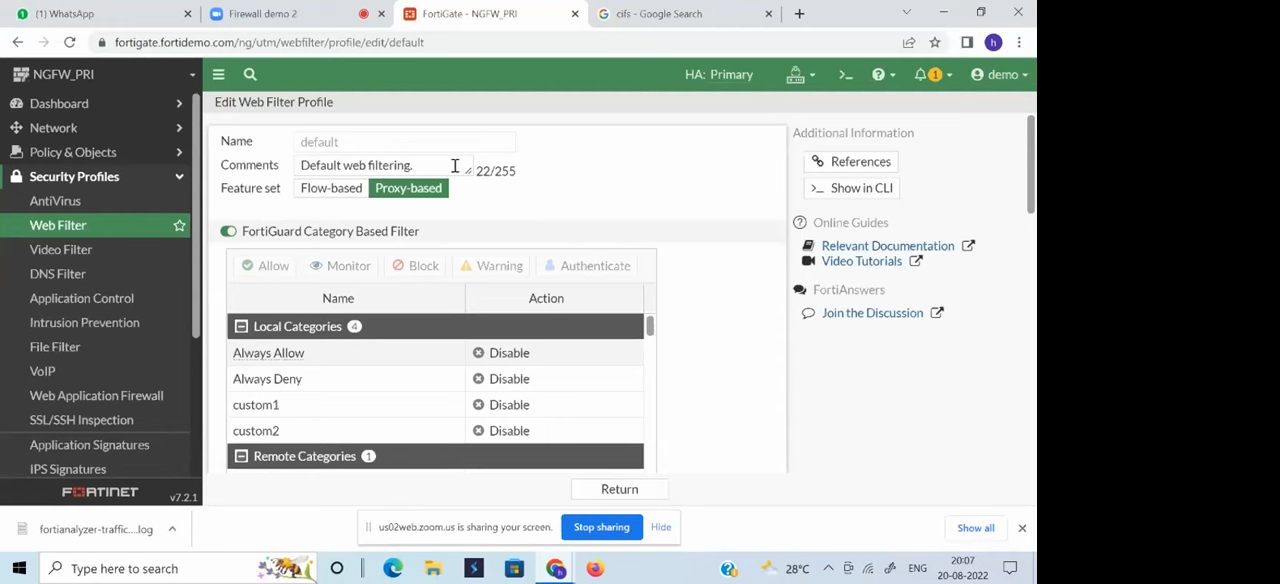 (1) WhatsApp
Firewall demo 2
FortiGate - NGFW_PRI
cifs - Google Search
fortigate.fortidemo.com/ng/utm/webfilter/profile/edit/default
h
NGFW_PRI
HA: Primary
1
demo
Dashboard
Network
Policy & Objects
Security Profiles
AntiVirus
Web Filter
Video Filter
DNS Filter
Application Control
Intrusion Prevention
File Filter
VoIP
Web Application Firewall
SSL/SSH Inspection
Application Signatures
IPS Signatures
FORTINET
v7.2.1
Edit Web Filter Profile
Name default
Comments Default web filtering. 22/255
Feature set Flow-based Proxy-based
FortiGuard Category Based Filter
Allow Monitor Block Warning Authenticate
Name Action
Local Categories 4
Always Allow Disable
Always Deny Disable
custom1 Disable
custom2 Disable
Remote Categories 1
Return
Additional Information
References
>_ Show in CLI
Online Guides
Relevant Documentation
Video Tutorials
FortiAnswers
Join the Discussion
fortianalyzer-traffic....log
us02web.zoom.us is sharing your screen. Stop sharing Hide
Show all
Type here to search
28°C
ENG
20:07
20-08-2022